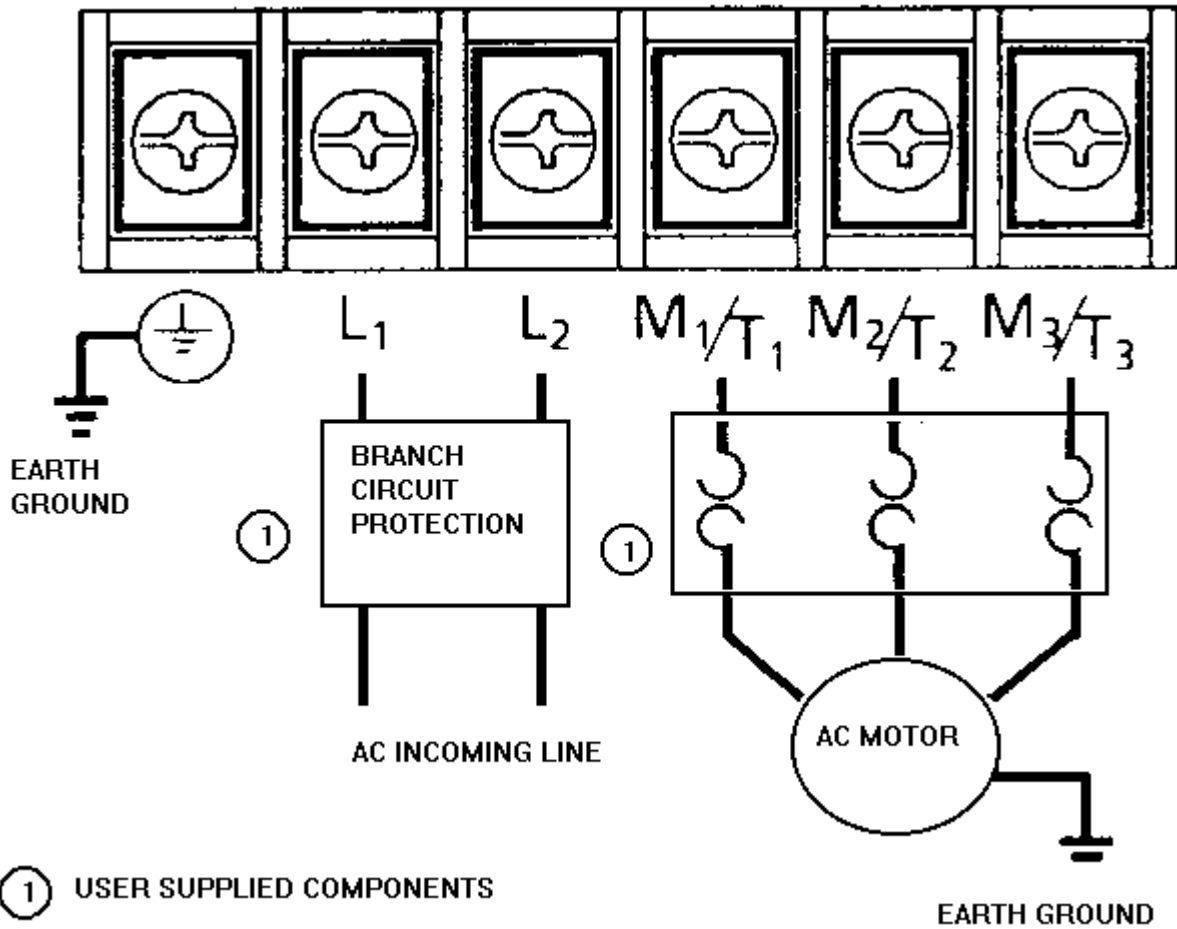 L1 L2 M1/T1 M2/T2 M3/T3
EARTH
GROUND
BRANCH
CIRCUIT
PROTECTION
1
1
AC INCOMING LINE
AC MOTOR
1 USER SUPPLIED COMPONENTS
EARTH GROUND